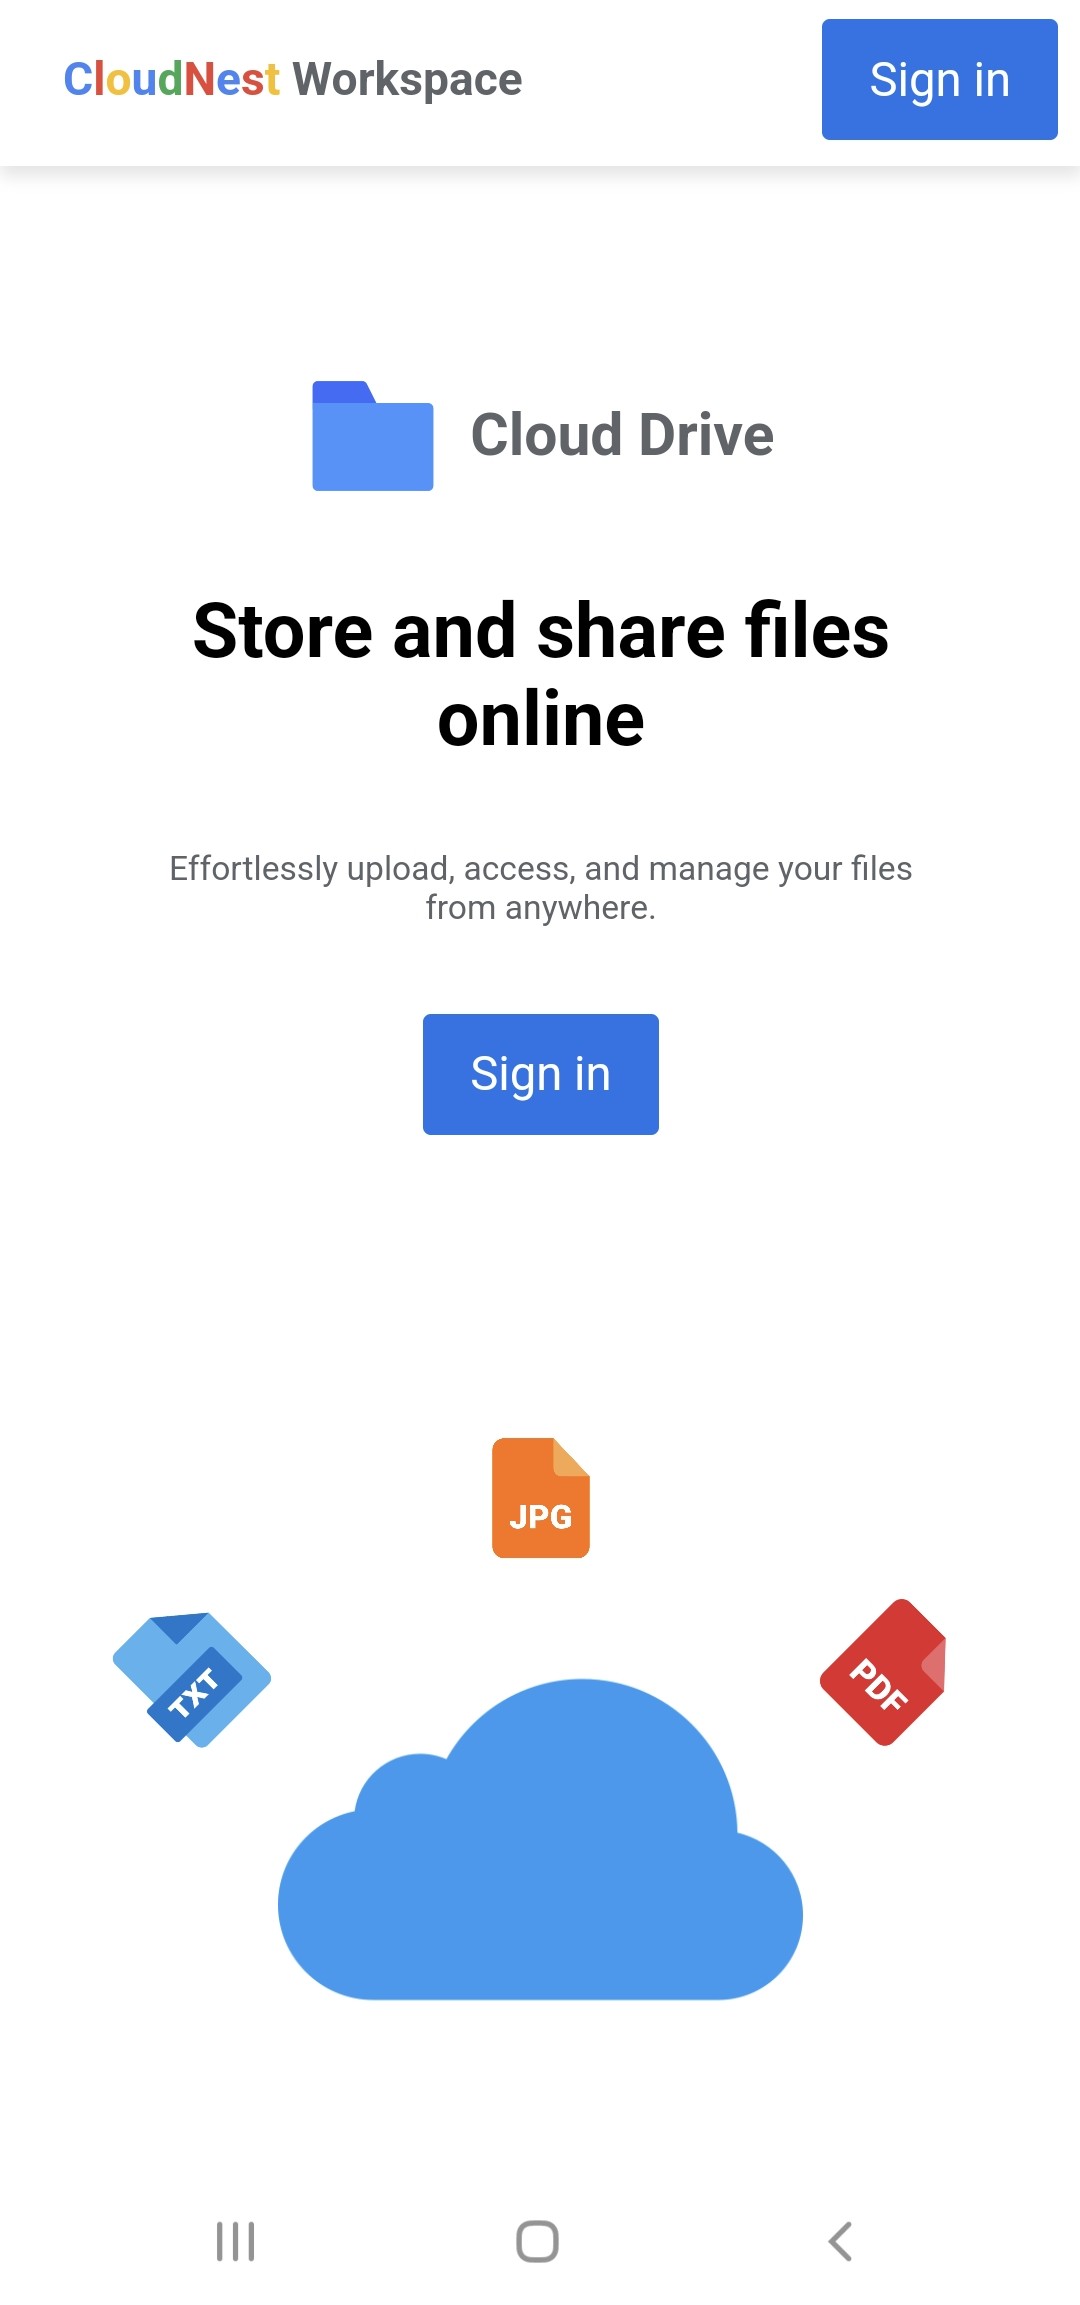 CloudNest Workspace
Sign in
Cloud Drive
Store and share files
online
Effortlessly upload, access, and manage your files
from anywhere.
Sign in
JPG
TXT
PDF